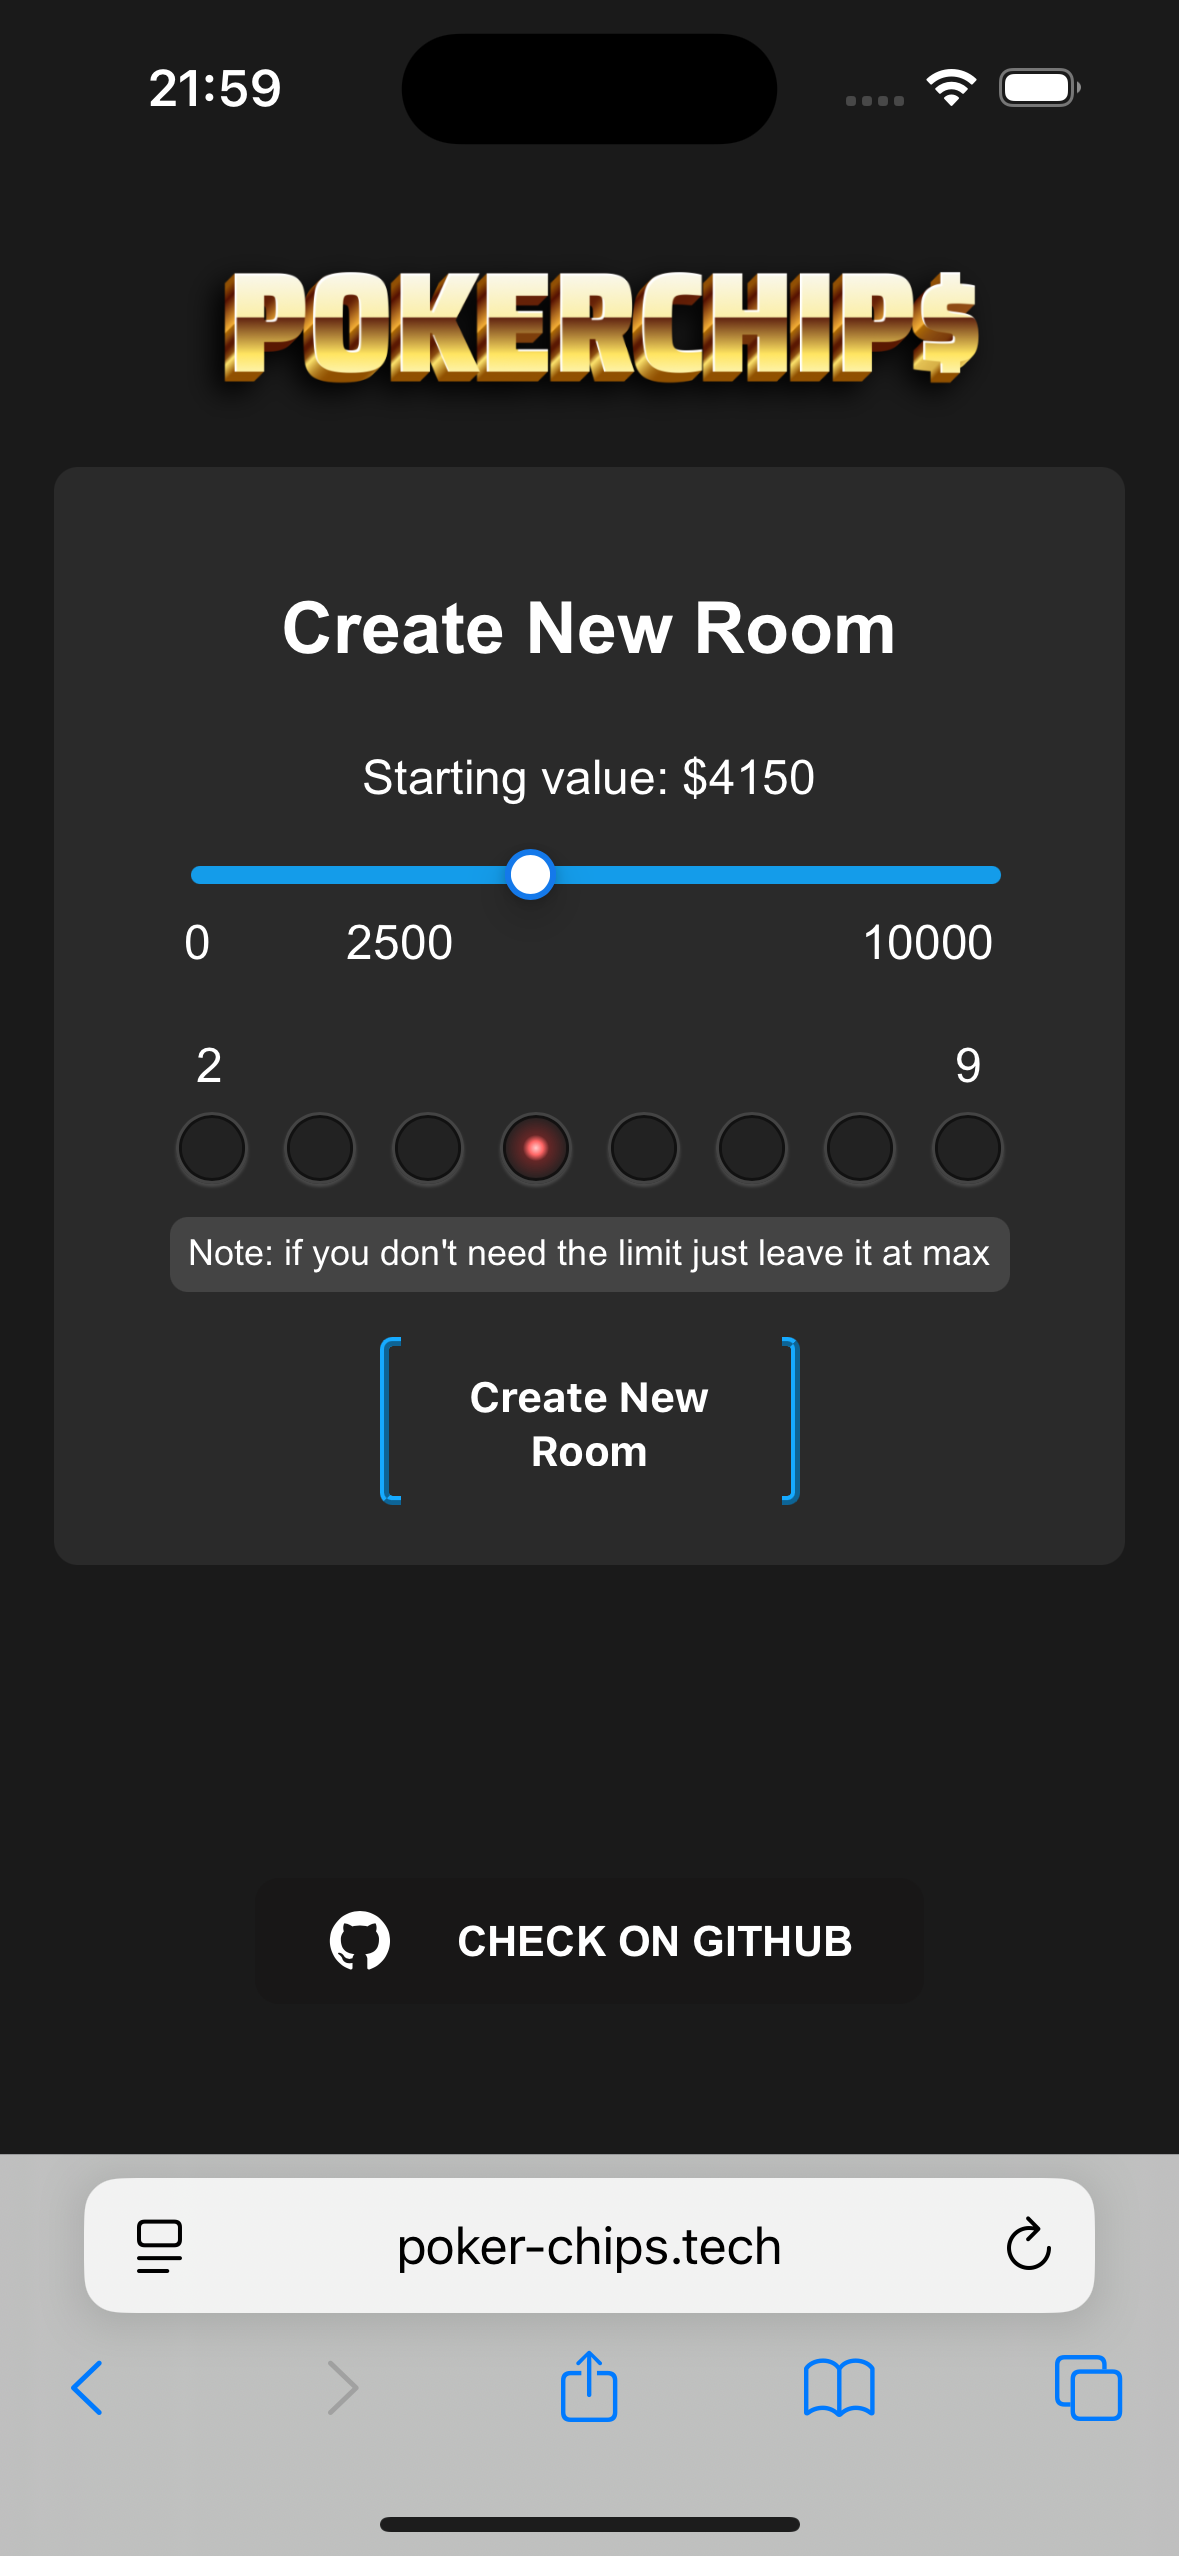 21:59
POKERCHIP$
Create New Room
Starting value: $4150
0 2500 10000
2 9
Note: if you don't need the limit just leave it at max
Create New
Room
CHECK ON GITHUB
poker-chips.tech